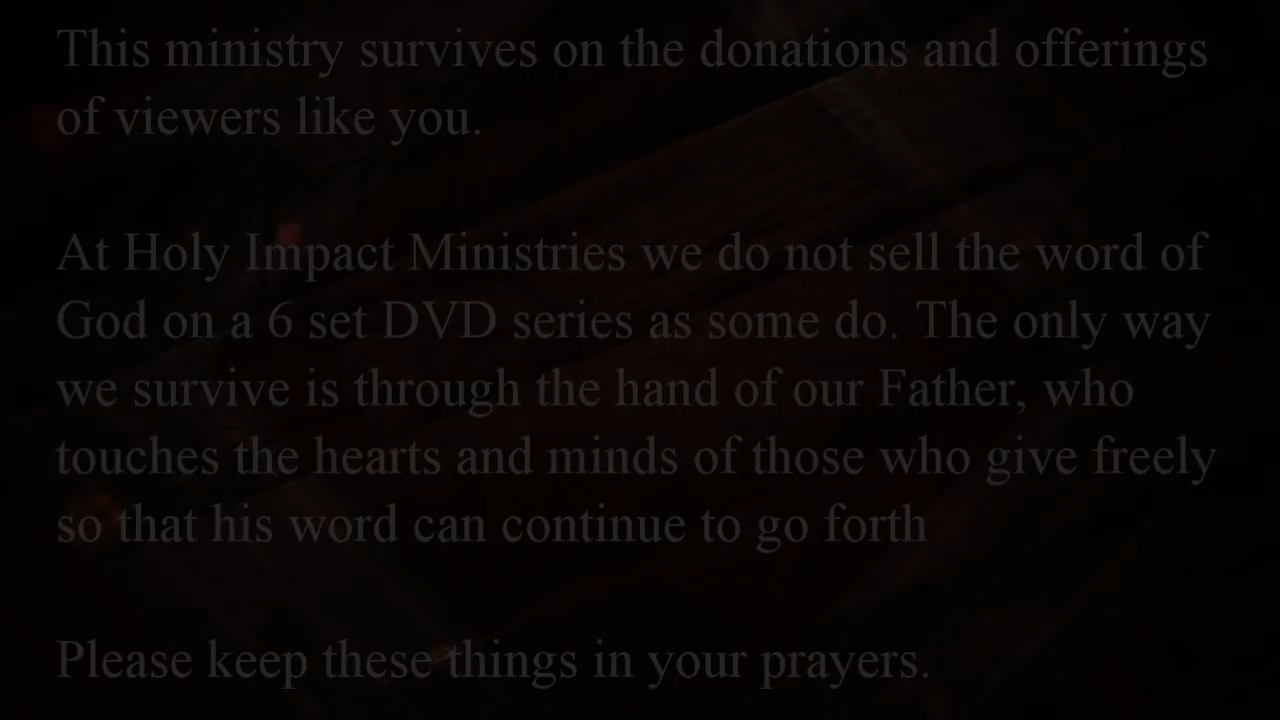 This ministry survives on the donations and offerings
of viewers like you.
At Holy Impact Ministries we do not sell the word of
God on a 6 set DVD series as some do. The only way
we survive is through the hand of our Father, who
touches the hearts and minds of those who give freely
so that his word can continue to go forth
Please keep these things in your prayers.